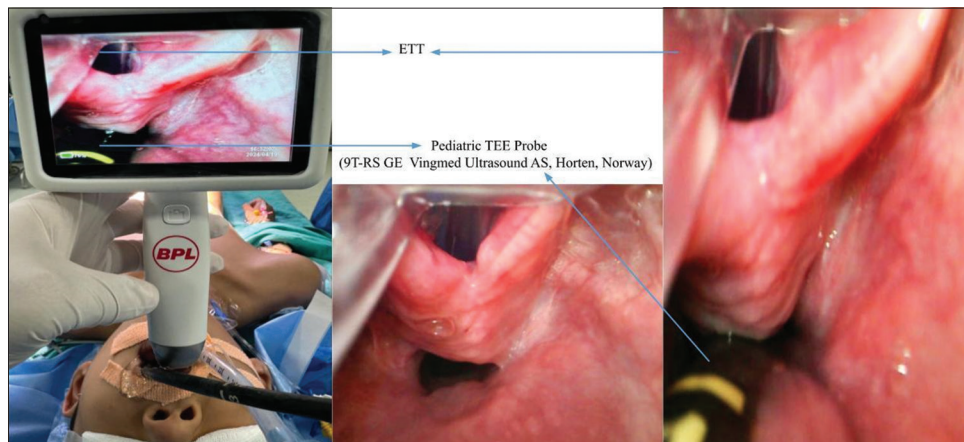 ETT
Pediatric TEE Probe
(9T-RS GE Vingmed Ultrasound AS, Horten, Norway)
BPL